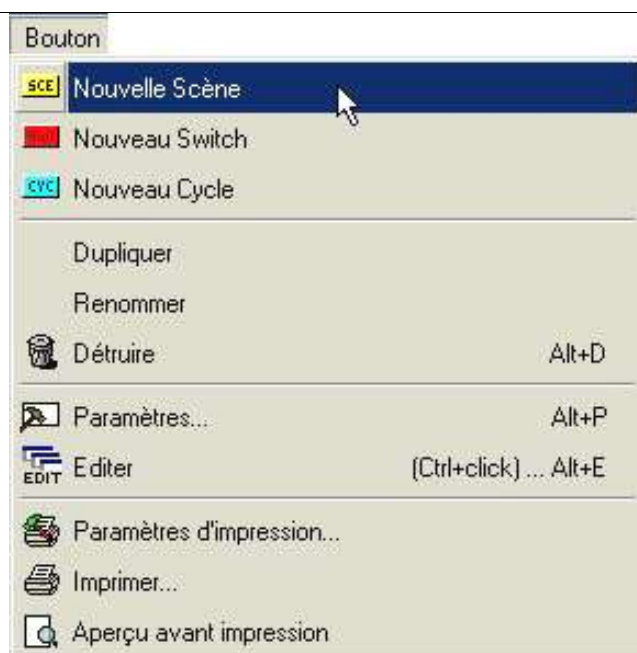 Bouton
SCE Nouvelle Scène
Nouveau Switch
CYC Nouveau Cycle
Dupliquer
Renommer
Détruire Alt+D
Paramètres... Alt+P
EDIT Editer (Ctrl+click) ... Alt+E
Paramètres d'impression...
Imprimer...
Aperçu avant impression